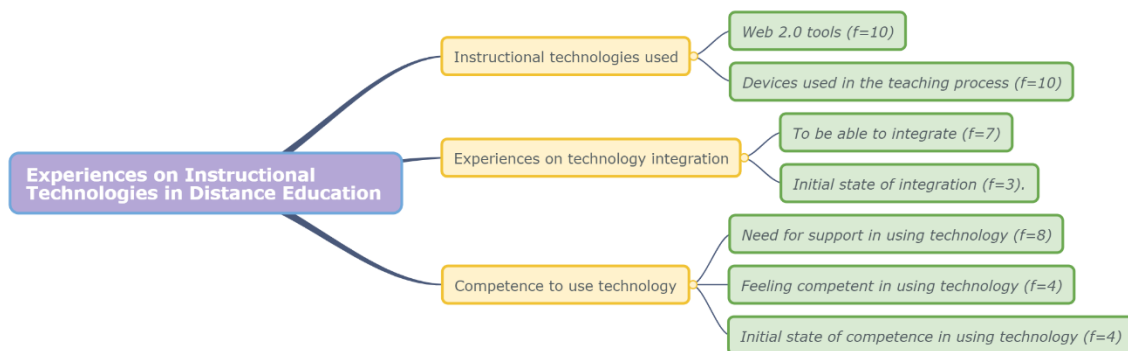 Experiences on Instructional
Technologies in Distance Education
Instructional technologies used
Web 2.0 tools (f=10)
Devices used in the teaching process (f=10)
Experiences on technology integration
To be able to integrate (f=7)
Initial state of integration (f=3).
Competence to use technology
Need for support in using technology (f=8)
Feeling competent in using technology (f=4)
Initial state of competence in using technology (f=4)